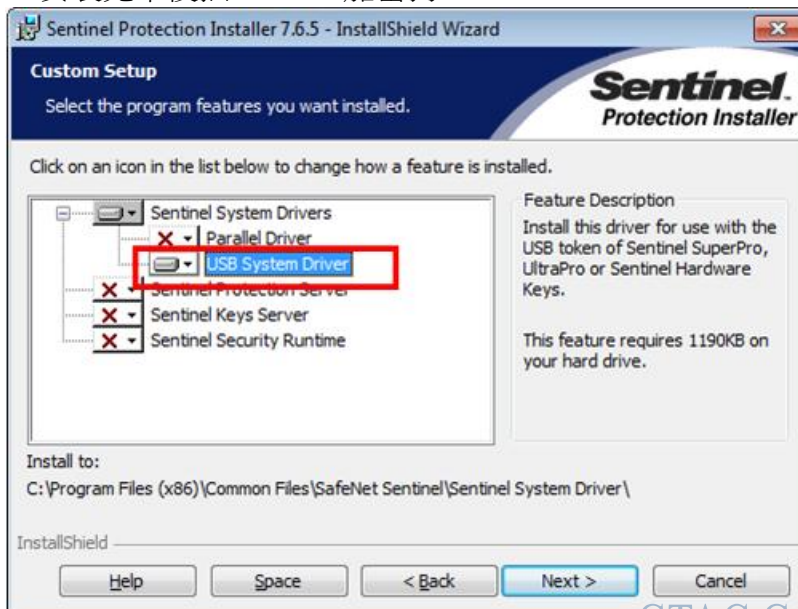 Sentinel Protection Installer 7.6.5 - InstallShield Wizard
Custom Setup
Select the program features you want installed.
Sentinel.
Protection Installer
Click on an icon in the list below to change how a feature is installed.
Sentinel System Drivers
Parallel Driver
USB System Driver
Sentinel Protection Server
Sentinel Keys Server
Sentinel Security Runtime
Feature Description
Install this driver for use with the
USB token of Sentinel SuperPro,
UltraPro or Sentinel Hardware
Keys.
This feature requires 1190KB on
your hard drive.
Install to:
C:\Program Files (x86)\Common Files\SafeNet Sentinel\Sentinel System Driver\
InstallShield
Help
Space
< Back
Next >
Cancel